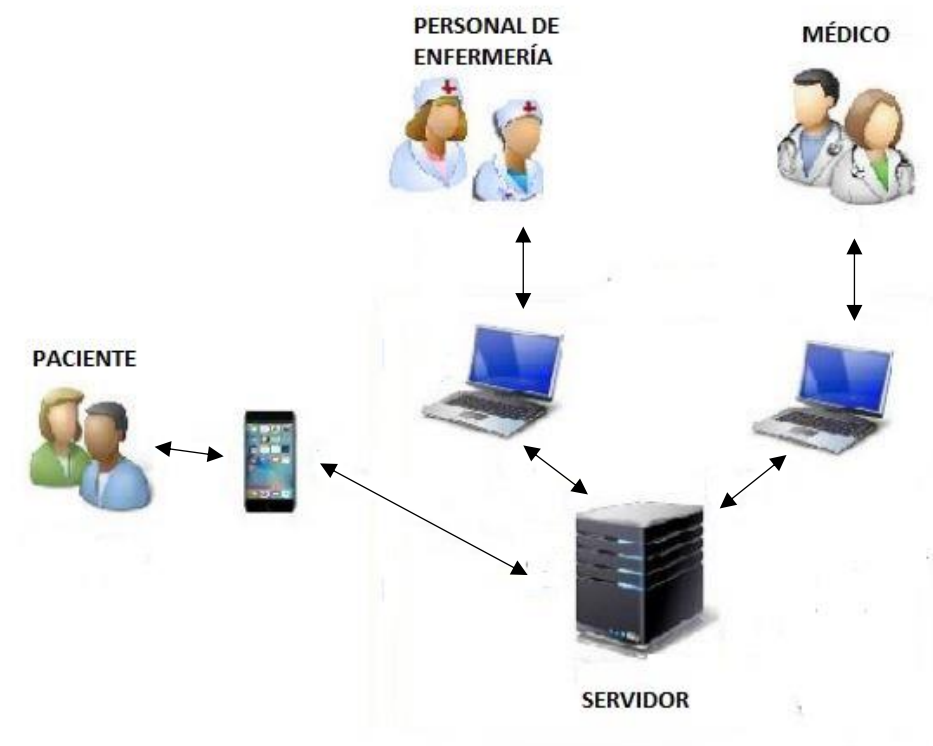 PERSONAL DE
ENFERMERÍA
MÉDICO
PACIENTE
SERVIDOR